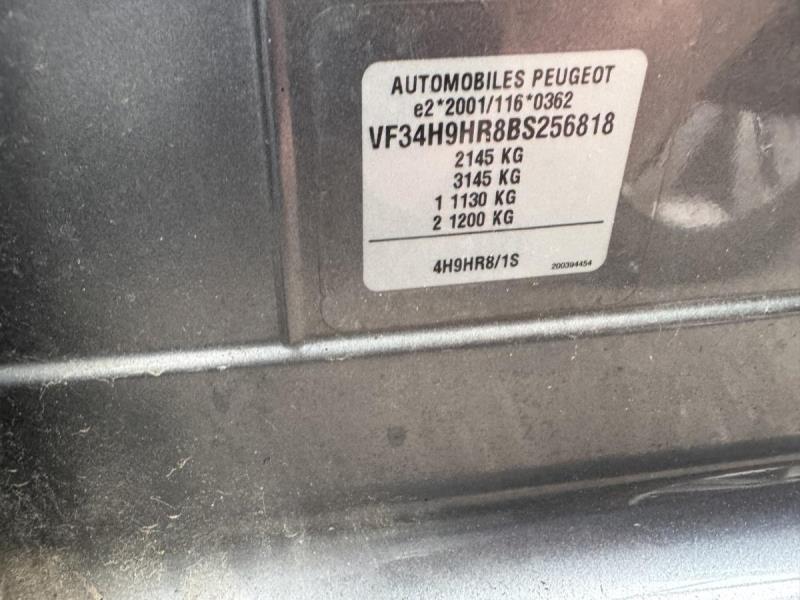 AUTOMOBILES PEUGEOT
e2*2001/116*0362
VF34H9HR8BS256818
2145 KG
3145 KG
1 1130 KG
2 1200 KG
4H9HR8/1S
200394454